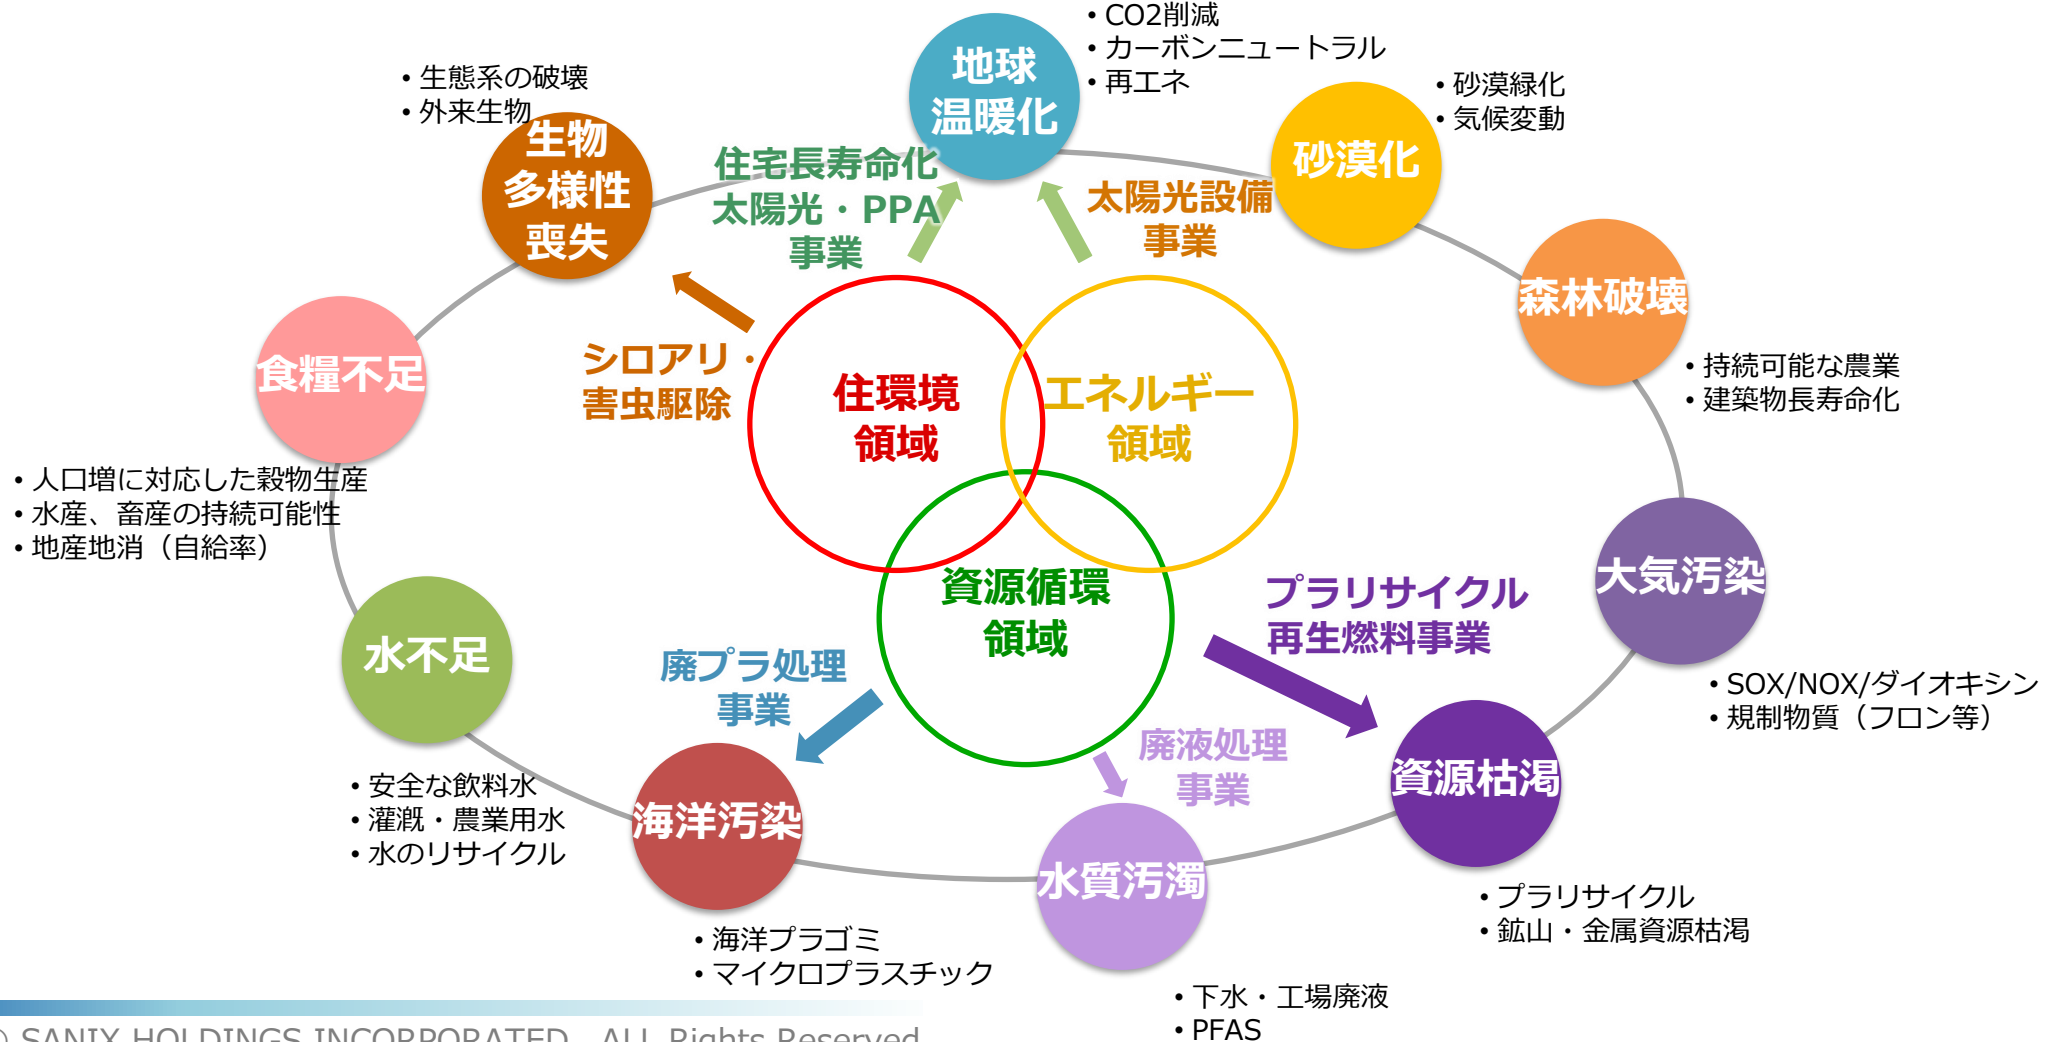 • CO2削減
• カーボンニュートラル
• 再エネ
地球
温暖化
• 生態系の破壊
• 外来生物
生物
多様性
喪失
• 砂漠緑化
• 気候変動
砂漠化
住宅長寿命化
太陽光・PPA
事業
太陽光設備
事業
森林破壊
• 持続可能な農業
• 建築物長寿命化
食糧不足
• 人口増に対応した穀物生産
• 水産、畜産の持続可能性
• 地産地消（自給率）
シロアリ・
害虫駆除
住環境
領域
エネルギー
領域
資源循環
領域
プラリサイクル
再生燃料事業
大気汚染
• SOX/NOX/ダイオキシン
• 規制物質（フロン等）
水不足
• 安全な飲料水
• 灌漑・農業用水
• 水のリサイクル
廃プラ処理
事業
廃液処理
事業
資源枯渇
• プラリサイクル
• 鉱山・金属資源枯渇
海洋汚染
• 海洋プラゴミ
• マイクロプラスチック
水質汚濁
• 下水・工場廃液
• PFAS
© SANIX HOLDINGS INCORPORATED. ALL Rights Reserved